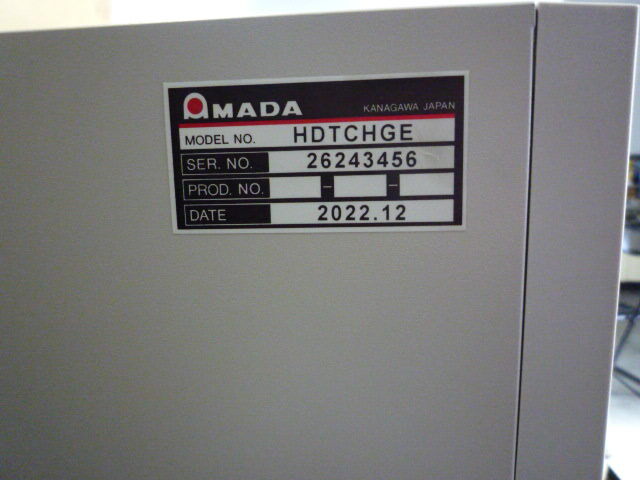 AMADA KANAGAWA JAPAN
MODEL NO. HDTCHGE
SER. NO. 26243456
PROD. NO. – –
DATE 2022.12